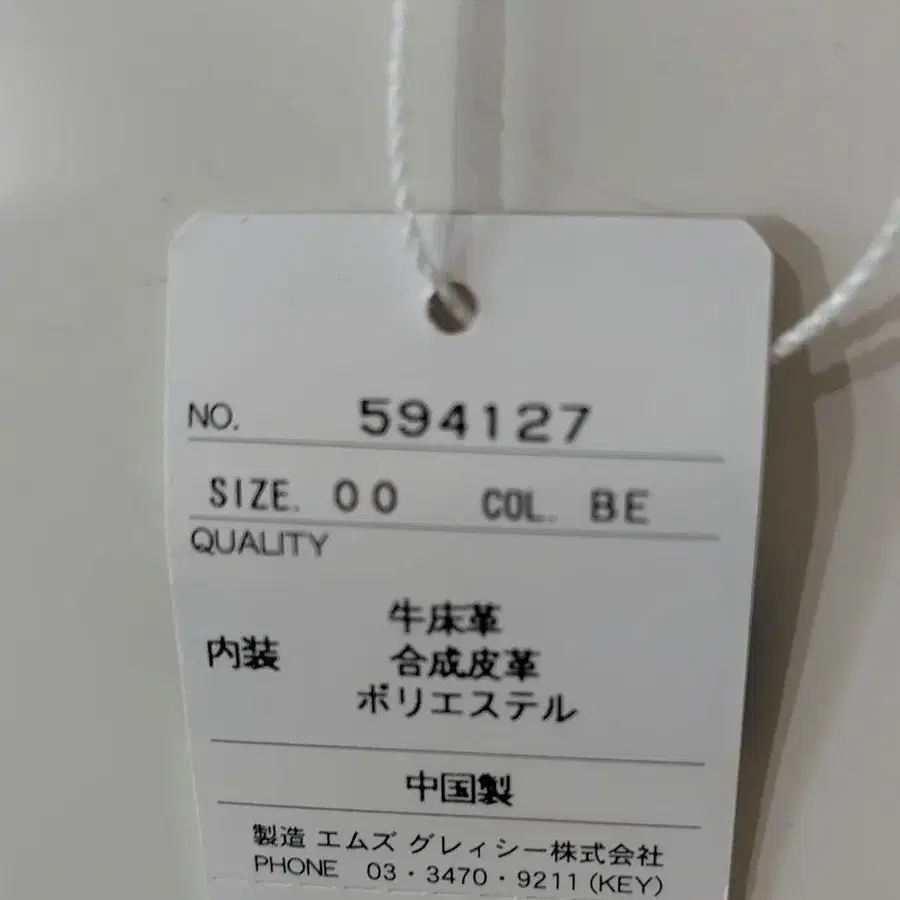 NO. 594127
SIZE. 00 COL. BE
QUALITY
牛床革
内装 合成皮革
ポリエステル
中国製
製造 エムズ グレィシー株式会社
PHONE 03・3470・9211 (KEY)